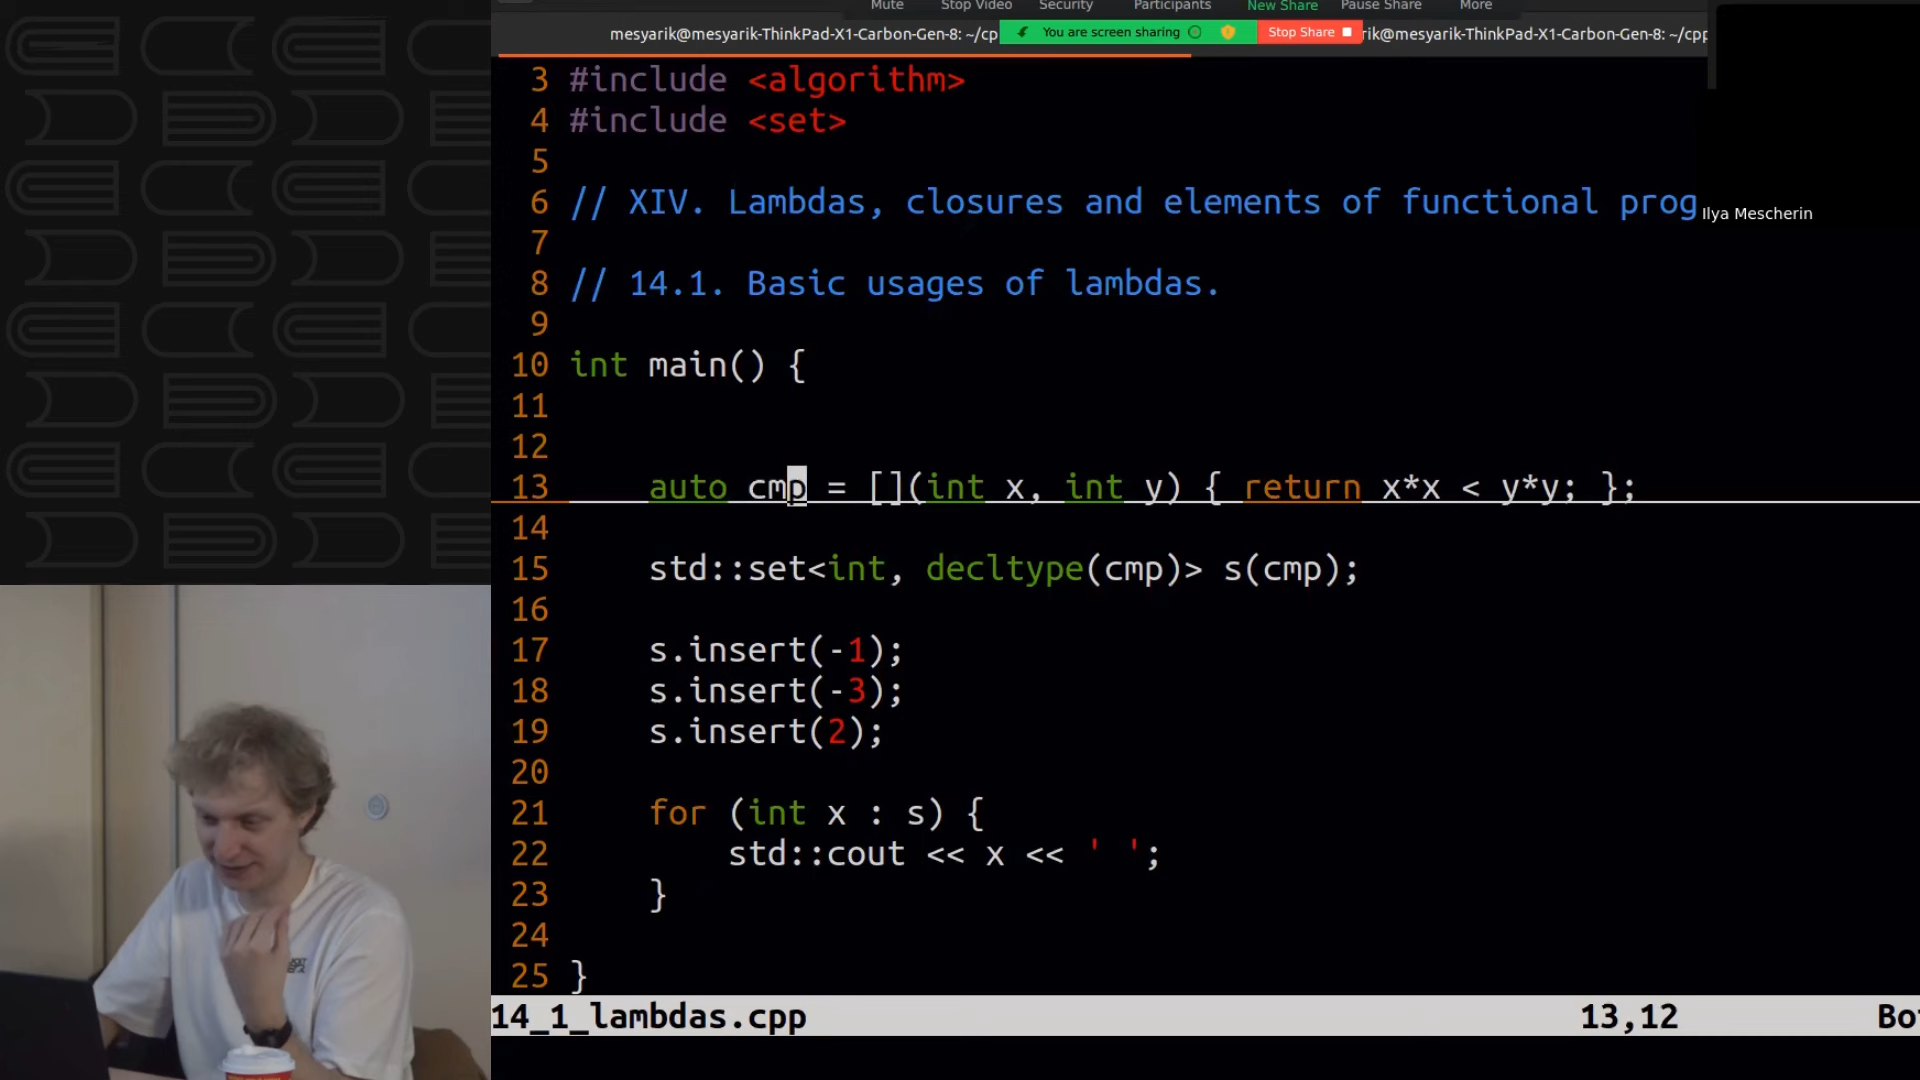 Mute Stop Video Security Participants New Share Pause Share More
mesyarik@mesyarik-ThinkPad-X1-Carbon-Gen-8: ~/cp You are screen sharing Stop Share rik@mesyarik-ThinkPad-X1-Carbon-Gen-8: ~/cpp
3 #include <algorithm>
4 #include <set>
5
6 // XIV. Lambdas, closures and elements of functional prog
Ilya Mescherin
7
8 // 14.1. Basic usages of lambdas.
9
10 int main() {
11
12
13 auto cmp = [](int x, int y) { return x*x < y*y; };
14
15 std::set<int, decltype(cmp)> s(cmp);
16
17 s.insert(-1);
18 s.insert(-3);
19 s.insert(2);
20
21 for (int x : s) {
22 std::cout << x << ' ';
23 }
24
25 }
14_1_lambdas.cpp 13,12 Bo